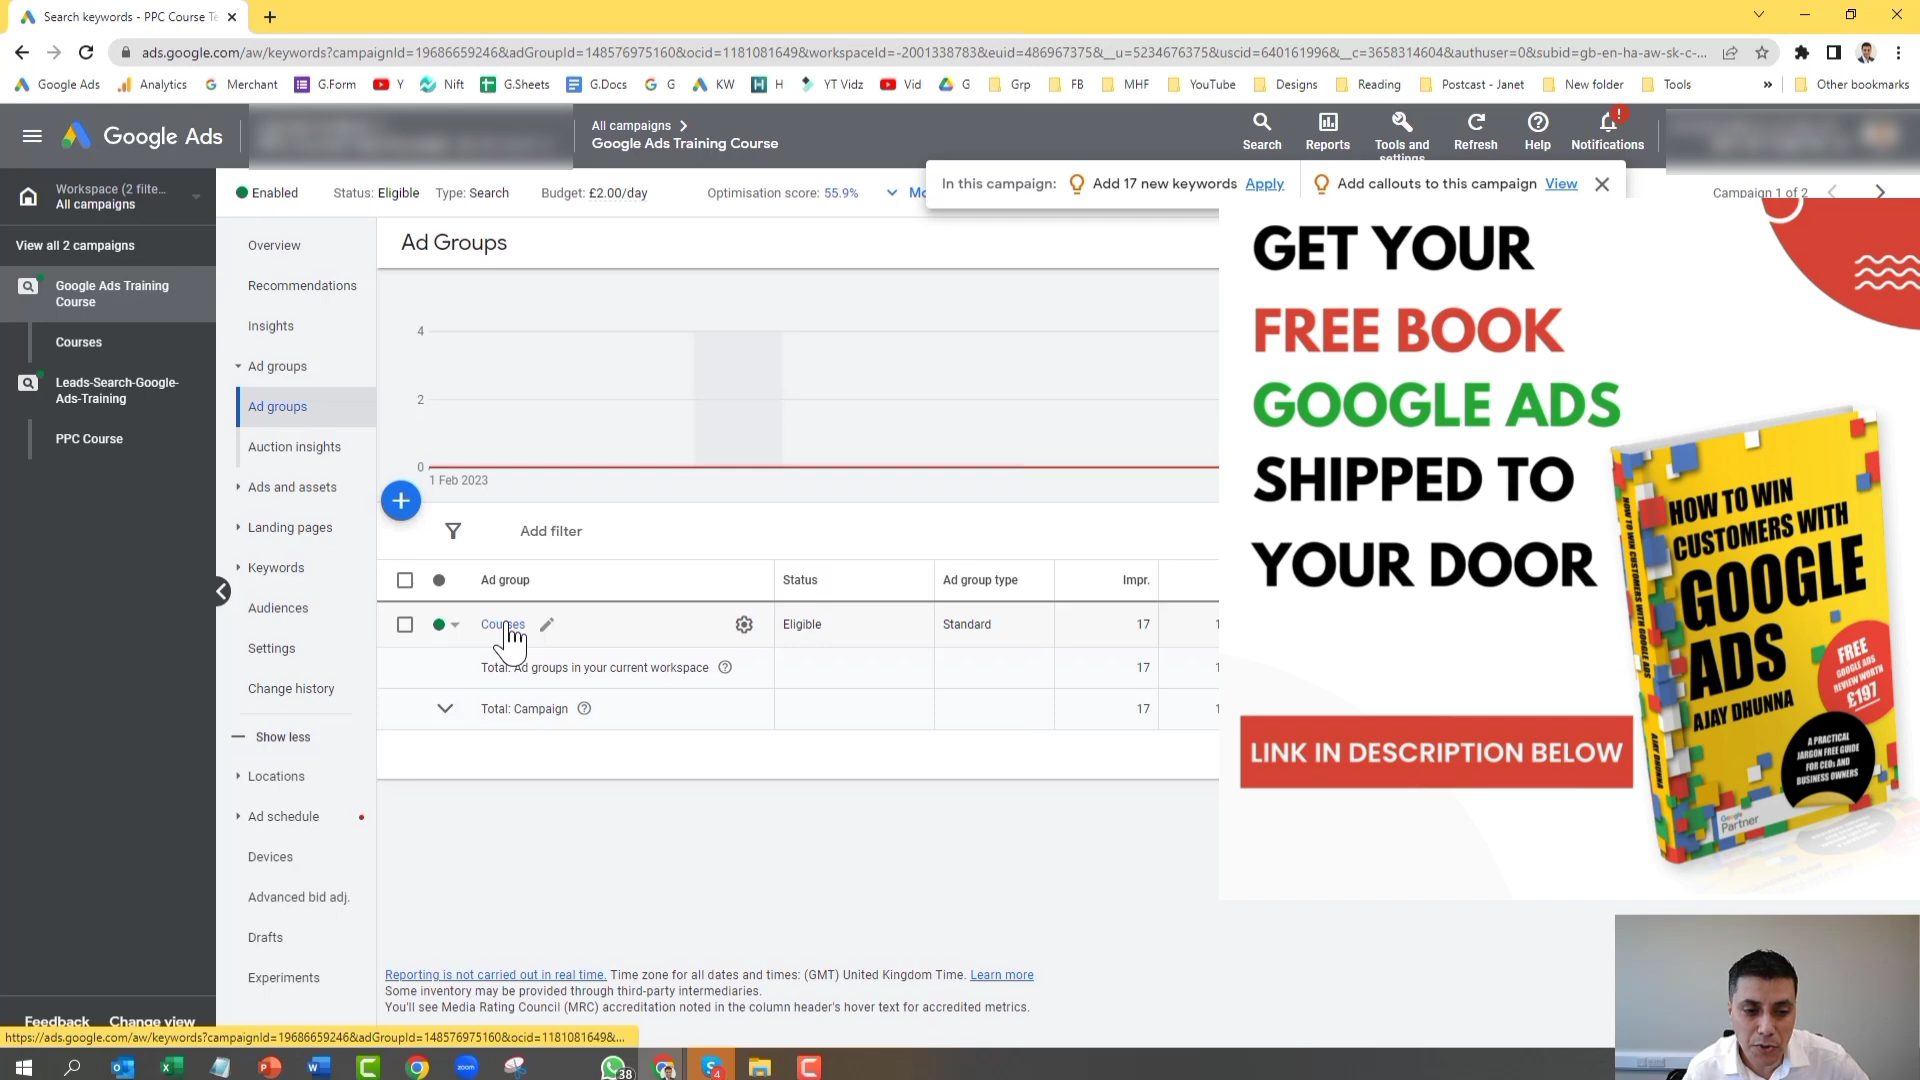 Search keywords - PPC Course Te
ads.google.com/aw/keywords?campaignId=19686659246&adGroupId=148576975160&ocid=1181081649&workspaceId=-2001338783&euid=486967375&__u=5234676375&uscid=640161996&__c=3658314604&authuser=0&subid=gb-en-ha-aw-sk-c-...
Google Ads Analytics Merchant G.Form Y Nift G.Sheets G.Docs G KW H YT Vidz Vid G Grp FB MHF YouTube Designs Reading Postcast - Janet New folder Tools » Other bookmarks
Google Ads
All campaigns
Google Ads Training Course
Search Reports Tools and settings Refresh Help Notifications
Workspace (2 filte...
All campaigns
Enabled Status: Eligible Type: Search Budget: £2.00/day Optimisation score: 55.9% Mo
In this campaign: Add 17 new keywords Apply Add callouts to this campaign View
Campaign 1 of 2
View all 2 campaigns
Google Ads Training
Course
Courses
Leads-Search-Google-
Ads-Training
PPC Course
Overview
Recommendations
Insights
Ad groups
Ad groups
Auction insights
Ads and assets
Landing pages
Keywords
Audiences
Settings
Change history
Show less
Locations
Ad schedule
Devices
Advanced bid adj.
Drafts
Experiments
Ad Groups
4
2
0
1 Feb 2023
Add filter
Ad group Status Ad group type Impr.
Courses Eligible Standard 17 1
Total: Ad groups in your current workspace 17 1
Total: Campaign 17 1
Reporting is not carried out in real time. Time zone for all dates and times: (GMT) United Kingdom Time. Learn more
Some inventory may be provided through third-party intermediaries.
You'll see Media Rating Council (MRC) accreditation noted in the column header's hover text for accredited metrics.
GET YOUR
FREE BOOK
GOOGLE ADS
SHIPPED TO
YOUR DOOR
LINK IN DESCRIPTION BELOW
HOW TO WIN
CUSTOMERS WITH
GOOGLE
ADS
AJAY DHUNNA
FREE
GOOGLE ADS
REVIEW WORTH
£197
A PRACTICAL
JARGON FREE GUIDE
FOR CEOs AND
BUSINESS OWNERS
Google
Partner
Feedback Change view
https://ads.google.com/aw/keywords?campaignId=19686659246&adGroupId=148576975160&ocid=1181081649&...
zoom
38
4